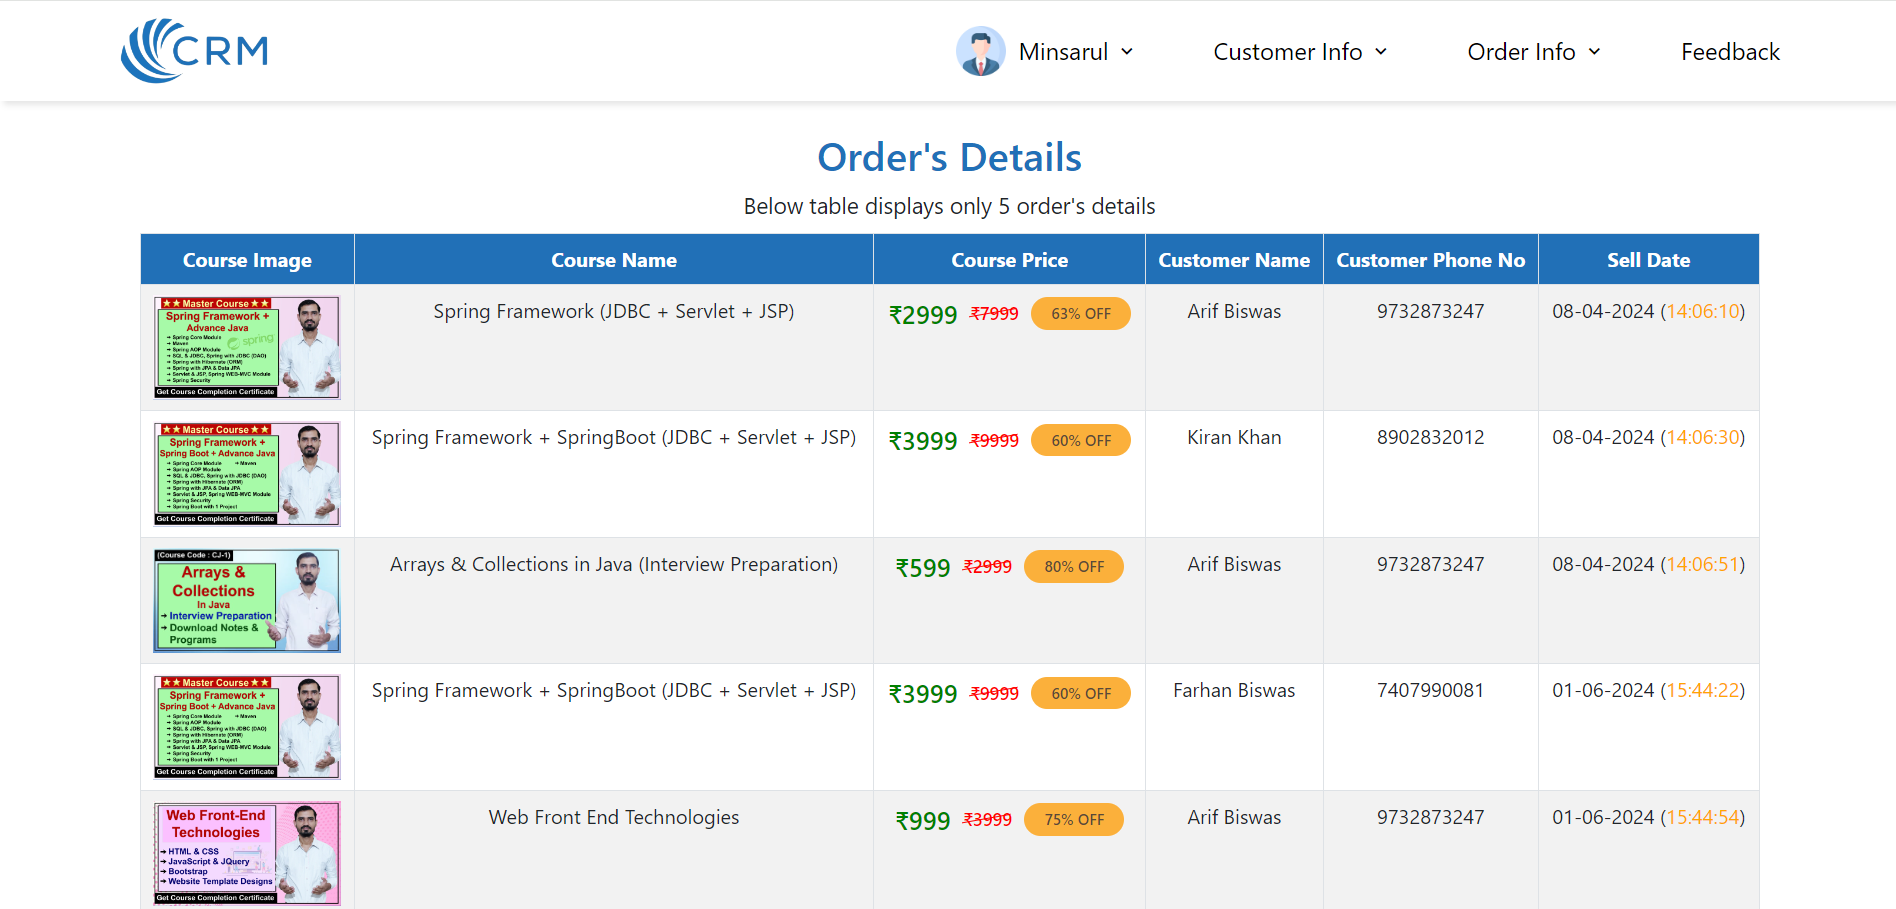 CRM
Minsarul
Customer Info
Order Info
Feedback
Order's Details
Below table displays only 5 order's details
Course Image Course Name Course Price Customer Name Customer Phone No Sell Date
★★ Master Course ★★
Spring Framework +
Advance Java
➔ Spring Core Module
➔ Maven
➔ Spring AOP Module
➔ SQL & JDBC, Spring with JDBC (DAO)
➔ Spring with Hibernate (ORM)
➔ Spring with JPA & Data JPA
➔ Servlet & JSP, Spring WEB-MVC Module
➔ Spring Security
spring
Get Course Completion Certificate
Spring Framework (JDBC + Servlet + JSP) ₹2999 ₹7999 63% OFF Arif Biswas 9732873247 08-04-2024 (14:06:10)
★★ Master Course ★★
Spring Framework +
Spring Boot + Advance Java
➔ Spring Core Module ➔ Maven
➔ Spring AOP Module
➔ SQL & JDBC, Spring with JDBC (DAO)
➔ Spring with Hibernate (ORM)
➔ Spring with JPA & Data JPA
➔ Servlet & JSP, Spring WEB-MVC Module
➔ Spring Security
➔ Spring Boot with 1 Project
Get Course Completion Certificate
Spring Framework + SpringBoot (JDBC + Servlet + JSP) ₹3999 ₹9999 60% OFF Kiran Khan 8902832012 08-04-2024 (14:06:30)
(Course Code : CJ-1)
Arrays &
Collections
In Java
➔ Interview Preparation
➔ Download Notes &
Programs
Arrays & Collections in Java (Interview Preparation) ₹599 ₹2999 80% OFF Arif Biswas 9732873247 08-04-2024 (14:06:51)
★★ Master Course ★★
Spring Framework +
Spring Boot + Advance Java
➔ Spring Core Module ➔ Maven
➔ Spring AOP Module
➔ SQL & JDBC, Spring with JDBC (DAO)
➔ Spring with Hibernate (ORM)
➔ Spring with JPA & Data JPA
➔ Servlet & JSP, Spring WEB-MVC Module
➔ Spring Security
➔ Spring Boot with 1 Project
Get Course Completion Certificate
Spring Framework + SpringBoot (JDBC + Servlet + JSP) ₹3999 ₹9999 60% OFF Farhan Biswas 7407990081 01-06-2024 (15:44:22)
Web Front-End
Technologies
➔ HTML & CSS
➔ JavaScript & JQuery
➔ Bootstrap
➔ Website Template Designs
Get Course Completion Certificate
Web Front End Technologies ₹999 ₹3999 75% OFF Arif Biswas 9732873247 01-06-2024 (15:44:54)